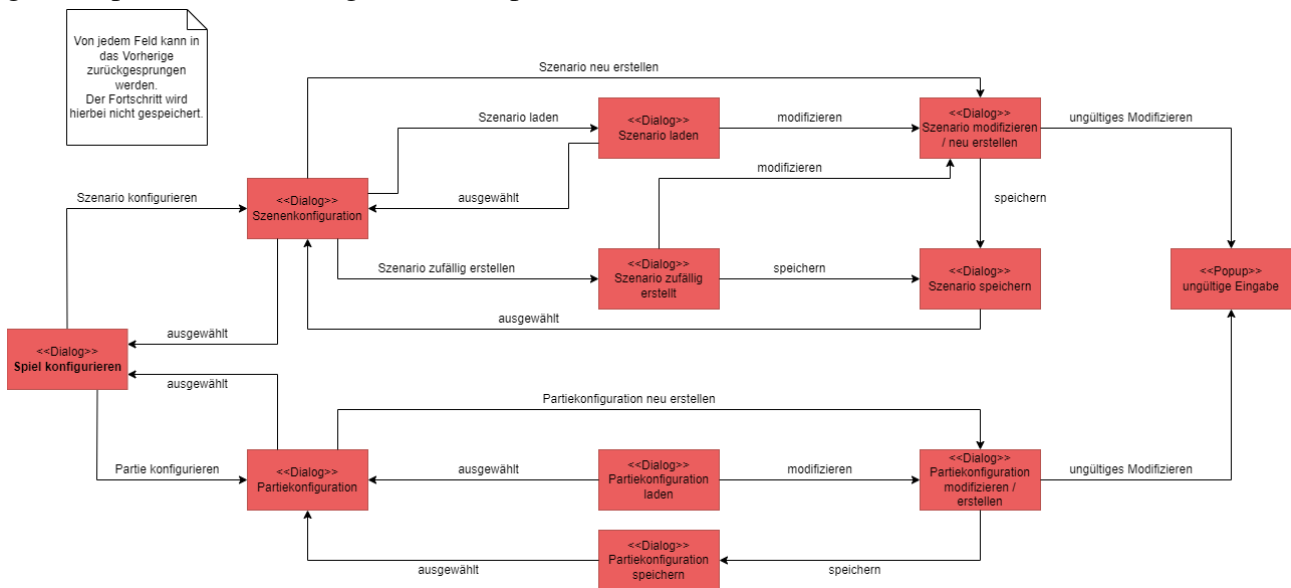 Von jedem Feld kann in
das Vorherige
zurückgesprungen
werden.
Der Fortschritt wird
hierbei nicht gespeichert.
Szenario neu erstellen
Szenario laden
<<Dialog>>
Szenario laden
modifizieren
<<Dialog>>
Szenario modifizieren
/ neu erstellen
ungültiges Modifizieren
modifizieren
Szenario konfigurieren
<<Dialog>>
Szenenkonfiguration
ausgewählt
speichern
Szenario zufällig erstellen
<<Dialog>>
Szenario zufällig
erstellt
speichern
<<Dialog>>
Szenario speichern
<<Popup>>
ungültige Eingabe
ausgewählt
ausgewählt
<<Dialog>>
Spiel konfigurieren
ausgewählt
Partiekonfiguration neu erstellen
Partie konfigurieren
<<Dialog>>
Partiekonfiguration
ausgewählt
<<Dialog>>
Partiekonfiguration
laden
modifizieren
<<Dialog>>
Partiekonfiguration
modifizieren /
erstellen
ungültiges Modifizieren
ausgewählt
<<Dialog>>
Partiekonfiguration
speichern
speichern